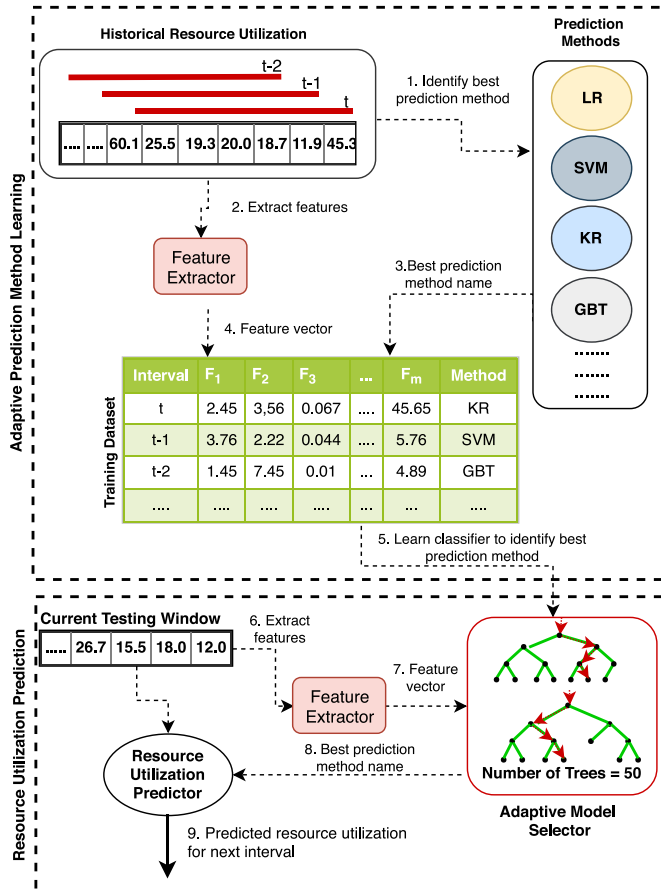 Historical Resource Utilization
Prediction
Methods
t-2
t-1
t
.... .... 60.1 25.5 19.3 20.0 18.7 11.9 45.3
1. Identify best
prediction method
LR
SVM
KR
GBT
.......
.......
.......
2. Extract features
Feature
Extractor
3.Best prediction
method name
4. Feature vector
Adaptive Prediction Method Learning
Training Dataset
Interval F1 F2 F3 ... Fm Method
t 2.45 3,56 0.067 .... 45.65 KR
t-1 3.76 2.22 0.044 .... 5.76 SVM
t-2 1.45 7.45 0.01 ... 4.89 GBT
.... .... .... .... ... .... ....
5. Learn classifier to identify best
prediction method
Resource Utilization Prediction
Current Testing Window
..... 26.7 15.5 18.0 12.0
6. Extract
features
Feature
Extractor
7. Feature
vector
8. Best prediction
method name
Resource
Utilization
Predictor
Number of Trees = 50
Adaptive Model
Selector
9. Predicted resource utilization
for next interval